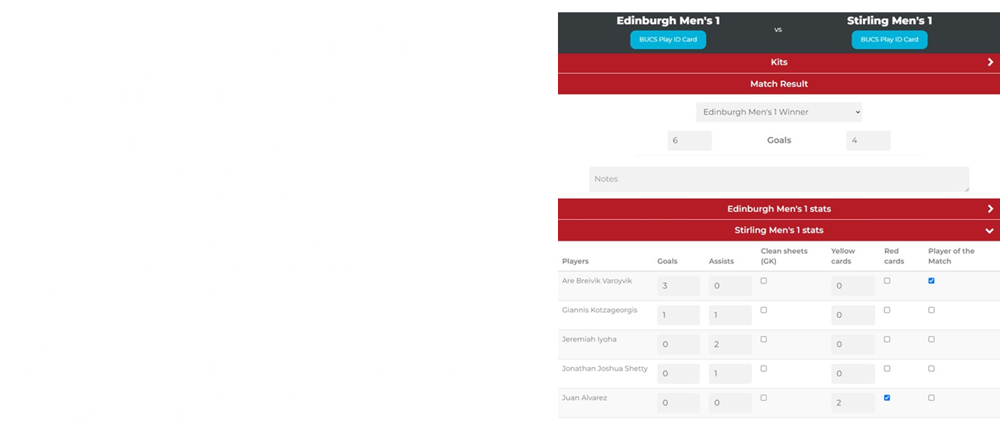 Edinburgh Men's 1
vs
Stirling Men's 1
BUCS Play ID Card
BUCS Play ID Card
Kits
Match Result
Edinburgh Men's 1 Winner
6 Goals 4
Notes
Edinburgh Men's 1 stats
Stirling Men's 1 stats
Players Goals Assists Clean sheets (GK) Yellow cards Red cards Player of the Match
Are Breivik Varoyvik 3 0 0
Giannis Kotzageorgis 1 1 0
Jeremiah Iyoha 0 2 0
Jonathan Joshua Shetty 0 1 0
Juan Alvarez 0 0 2